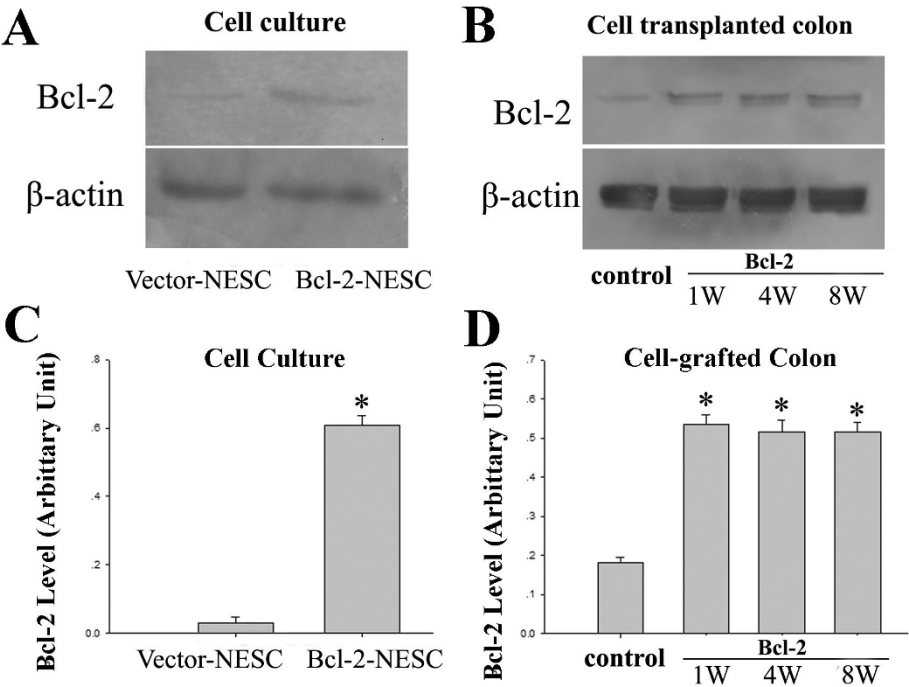 A
Cell culture
Bcl-2
β-actin
Vector-NESC Bcl-2-NESC
B
Cell transplanted colon
Bcl-2
β-actin
control
Bcl-2
1W 4W 8W
C
Cell Culture
Bcl-2 Level (Arbittary Unit)
.8
.6
.4
.2
0.0
*
Vector-NESC Bcl-2-NESC
D
Cell-grafted Colon
Bcl-2 Level (Arbittary Unit)
.7
.6
.5
.4
.3
.2
.1
0.0
* * *
control
Bcl-2
1W 4W 8W